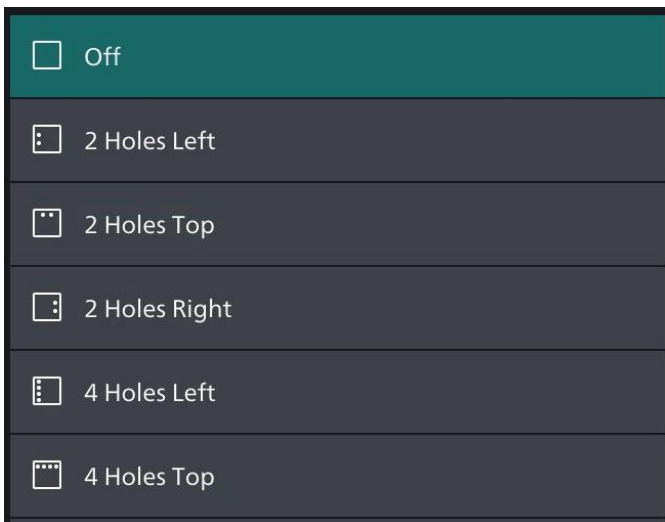 Off
2 Holes Left
2 Holes Top
2 Holes Right
4 Holes Left
4 Holes Top